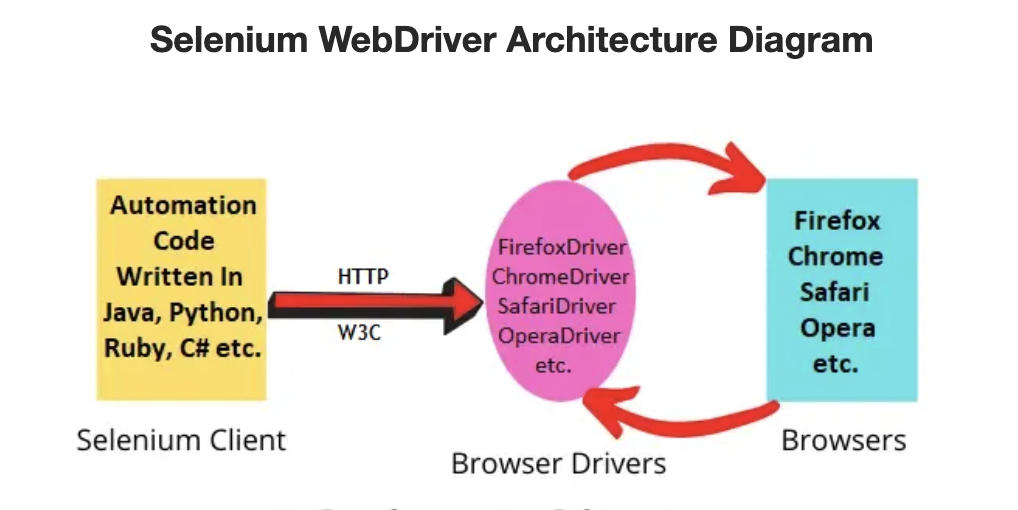 Selenium WebDriver Architecture Diagram
Automation
Code
Written In
Java, Python,
Ruby, C# etc.
HTTP
W3C
FirefoxDriver
ChromeDriver
SafariDriver
OperaDriver
etc.
Firefox
Chrome
Safari
Opera
etc.
Selenium Client
Browser Drivers
Browsers